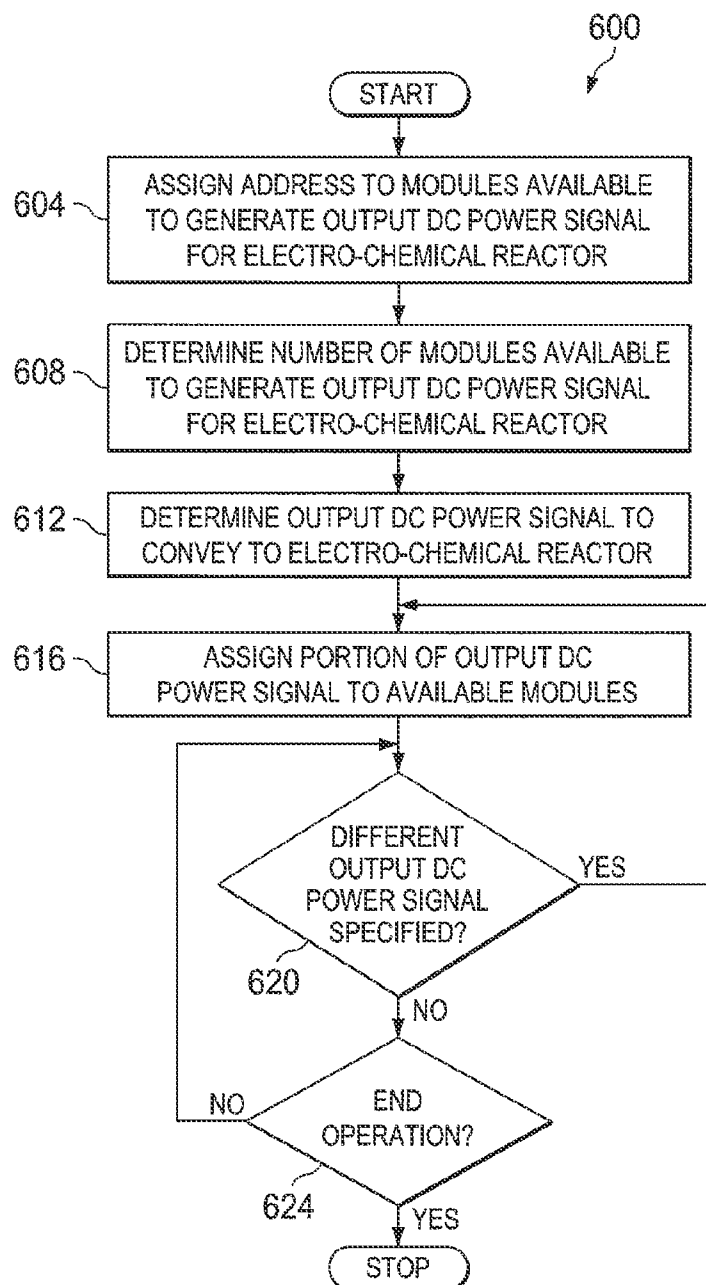 600
START
604
ASSIGN ADDRESS TO MODULES AVAILABLE
TO GENERATE OUTPUT DC POWER SIGNAL
FOR ELECTRO-CHEMICAL REACTOR
608
DETERMINE NUMBER OF MODULES AVAILABLE
TO GENERATE OUTPUT DC POWER SIGNAL
FOR ELECTRO-CHEMICAL REACTOR
612
DETERMINE OUTPUT DC POWER SIGNAL TO
CONVEY TO ELECTRO-CHEMICAL REACTOR
616
ASSIGN PORTION OF OUTPUT DC
POWER SIGNAL TO AVAILABLE MODULES
DIFFERENT
OUTPUT DC
POWER SIGNAL
SPECIFIED?
YES
620
NO
END
OPERATION?
NO
624
YES
STOP